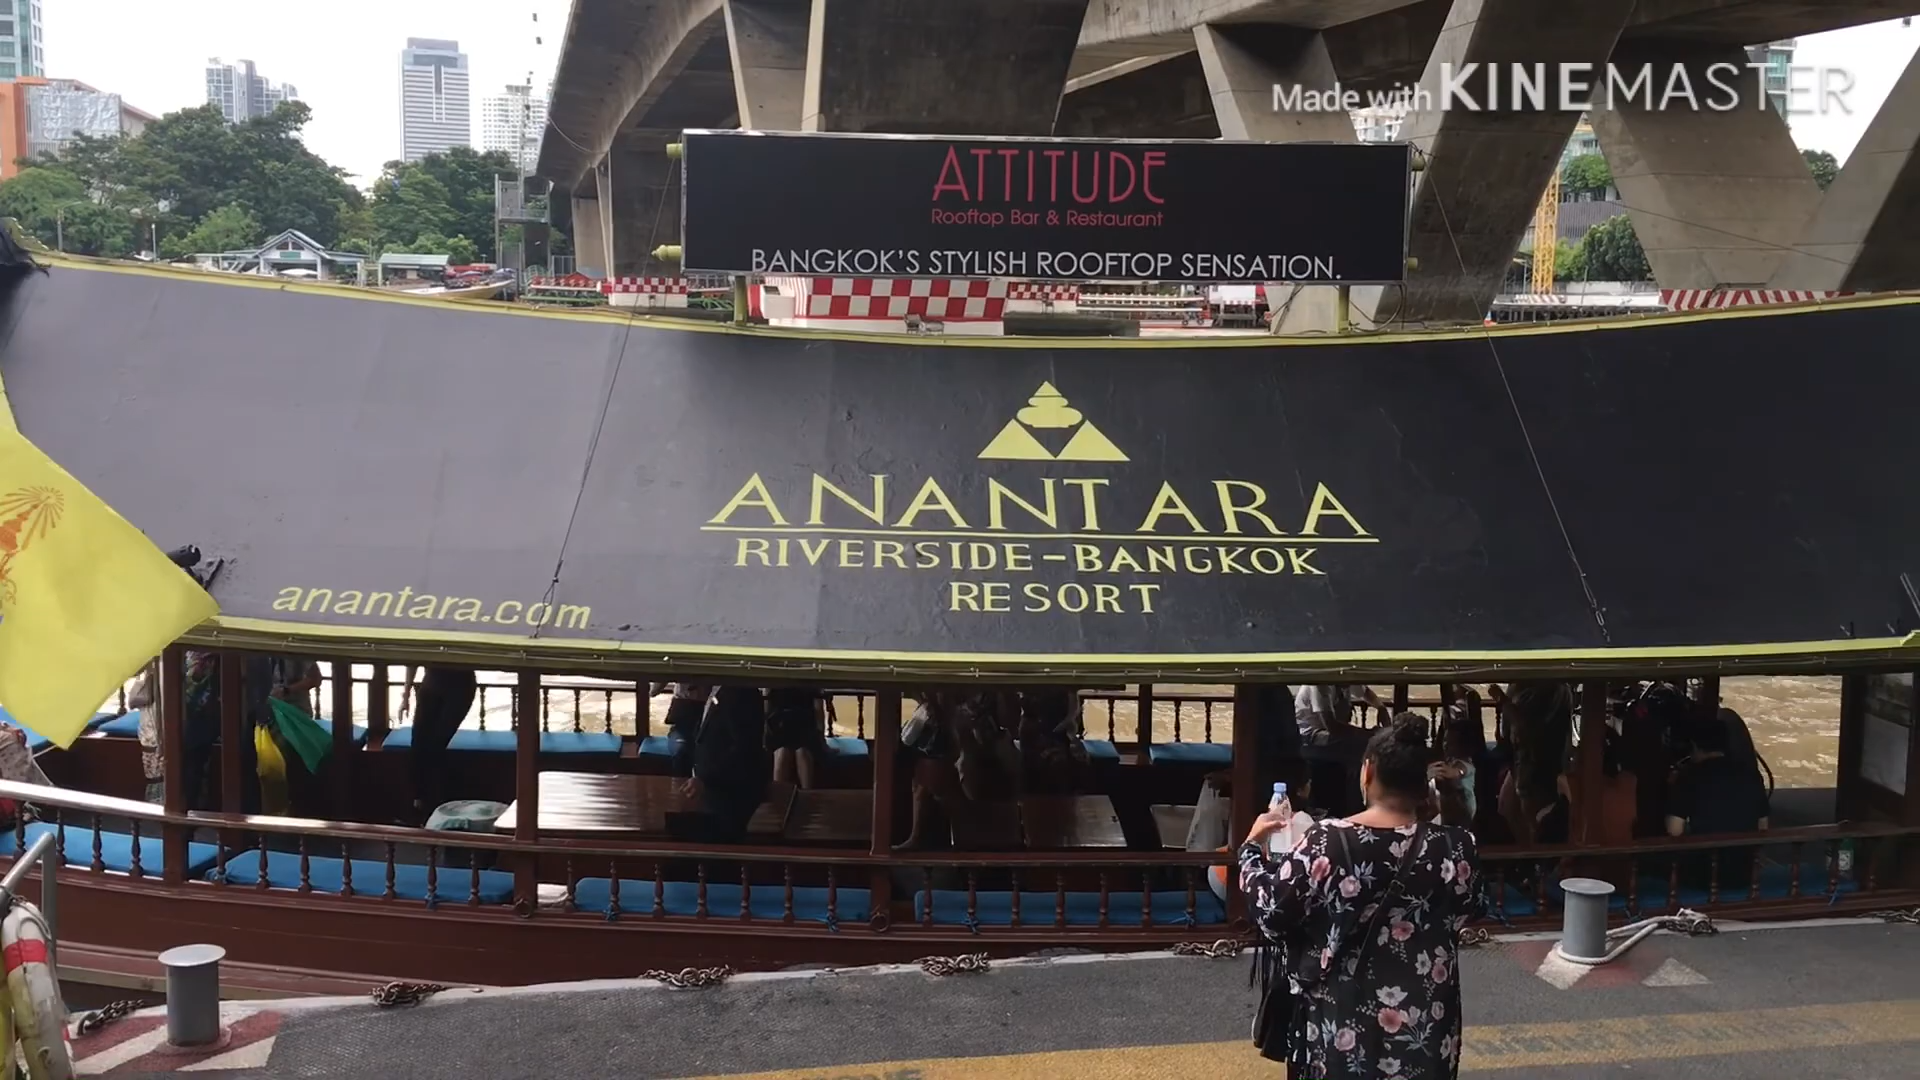 Made with KINEMASTER
ATTITUDE
Rooftop Bar & Restaurant
BANGKOK'S STYLISH ROOFTOP SENSATION.
ANANTARA
RIVERSIDE-BANGKOK
RESORT
anantara.com